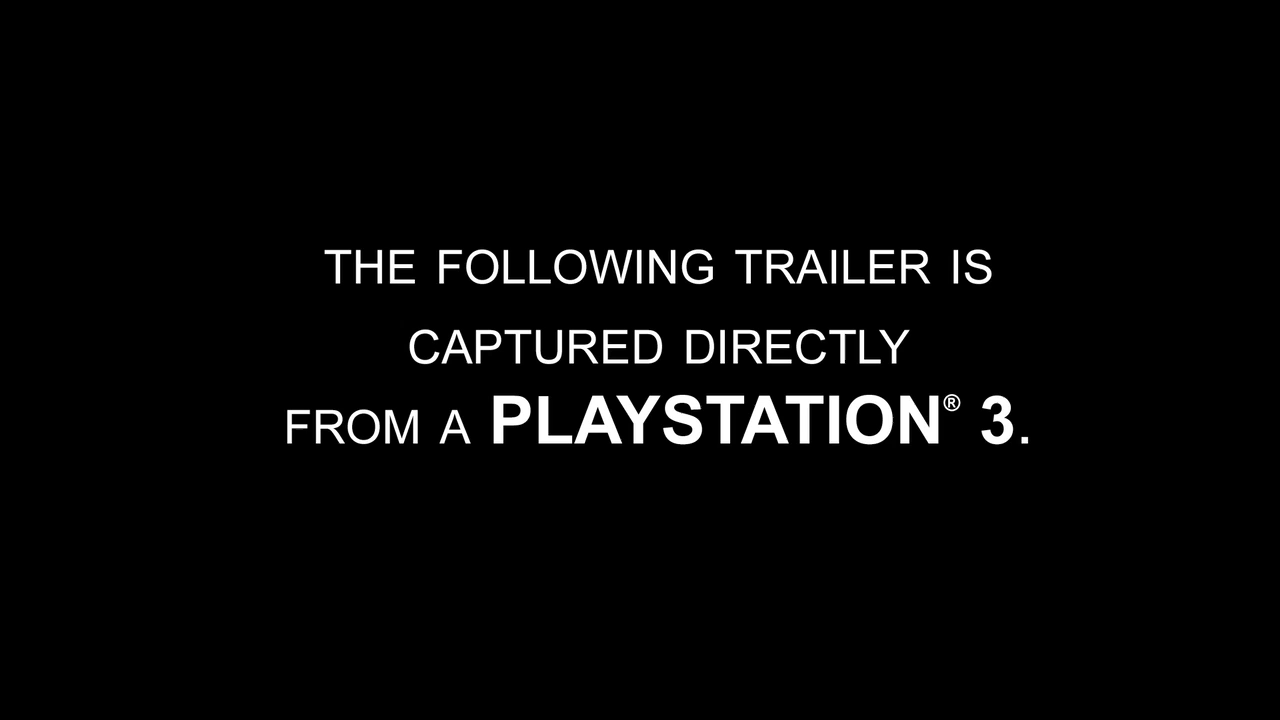 THE FOLLOWING TRAILER IS
CAPTURED DIRECTLY
FROM A PLAYSTATION® 3.